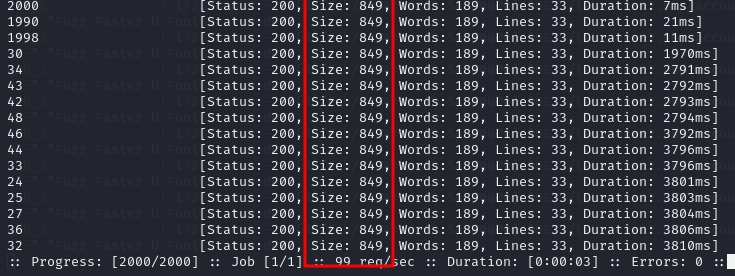 2000 [Status: 200, Size: 849, Words: 189, Lines: 33, Duration: 7ms]
1990 [Status: 200, Size: 849, Words: 189, Lines: 33, Duration: 21ms]
1998 [Status: 200, Size: 849, Words: 189, Lines: 33, Duration: 11ms]
30 [Status: 200, Size: 849, Words: 189, Lines: 33, Duration: 1970ms]
34 [Status: 200, Size: 849, Words: 189, Lines: 33, Duration: 2791ms]
43 [Status: 200, Size: 849, Words: 189, Lines: 33, Duration: 2792ms]
42 [Status: 200, Size: 849, Words: 189, Lines: 33, Duration: 2793ms]
48 [Status: 200, Size: 849, Words: 189, Lines: 33, Duration: 2794ms]
46 [Status: 200, Size: 849, Words: 189, Lines: 33, Duration: 3792ms]
44 [Status: 200, Size: 849, Words: 189, Lines: 33, Duration: 3796ms]
33 [Status: 200, Size: 849, Words: 189, Lines: 33, Duration: 3796ms]
24 [Status: 200, Size: 849, Words: 189, Lines: 33, Duration: 3801ms]
25 [Status: 200, Size: 849, Words: 189, Lines: 33, Duration: 3803ms]
27 [Status: 200, Size: 849, Words: 189, Lines: 33, Duration: 3804ms]
36 [Status: 200, Size: 849, Words: 189, Lines: 33, Duration: 3806ms]
32 [Status: 200, Size: 849, Words: 189, Lines: 33, Duration: 3810ms]
:: Progress: [2000/2000] :: Job [1/1] :: 99 req/sec :: Duration: [0:00:03] :: Errors: 0 ::